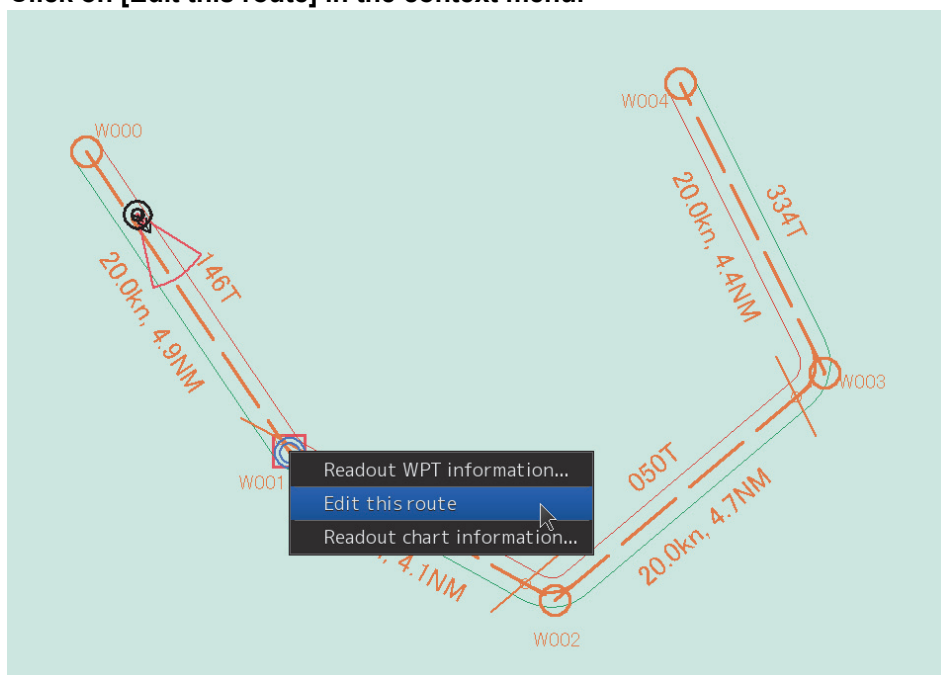 Click on [Edit this route] in the context menu.
W000
W004
334T
20.0kn, 4.4NM
146T
20.0kn, 4.9NM
W003
W001
Readout WPT information...
Edit this route
Readout chart information...
050T
20.0kn, 4.7NM
4.1NM
W002